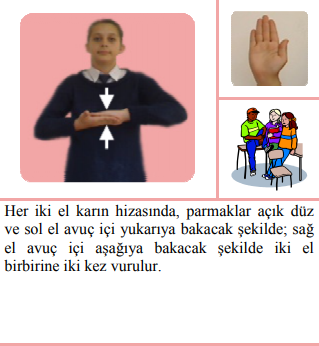 Her iki el karın hizasında, parmaklar açık düz
ve sol el avuç içi yukarıya bakacak şekilde; sağ
el avuç içi aşağıya bakacak şekilde iki el
birbirine iki kez vurulur.